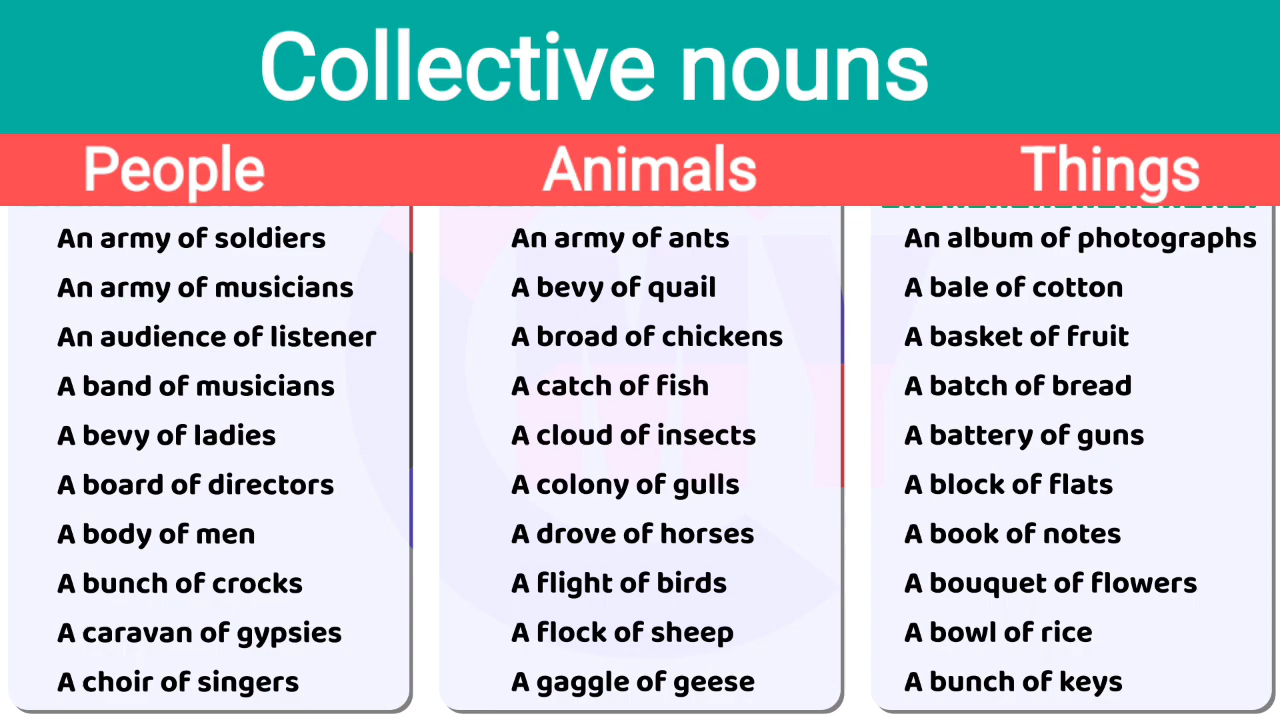 Collective nouns
People
Animals
Things
An army of soldiers
An army of musicians
An audience of listener
A band of musicians
A bevy of ladies
A board of directors
A body of men
A bunch of crocks
A caravan of gypsies
A choir of singers
An army of ants
A bevy of quail
A broad of chickens
A catch of fish
A cloud of insects
A colony of gulls
A drove of horses
A flight of birds
A flock of sheep
A gaggle of geese
An album of photographs
A bale of cotton
A basket of fruit
A batch of bread
A battery of guns
A block of flats
A book of notes
A bouquet of flowers
A bowl of rice
A bunch of keys